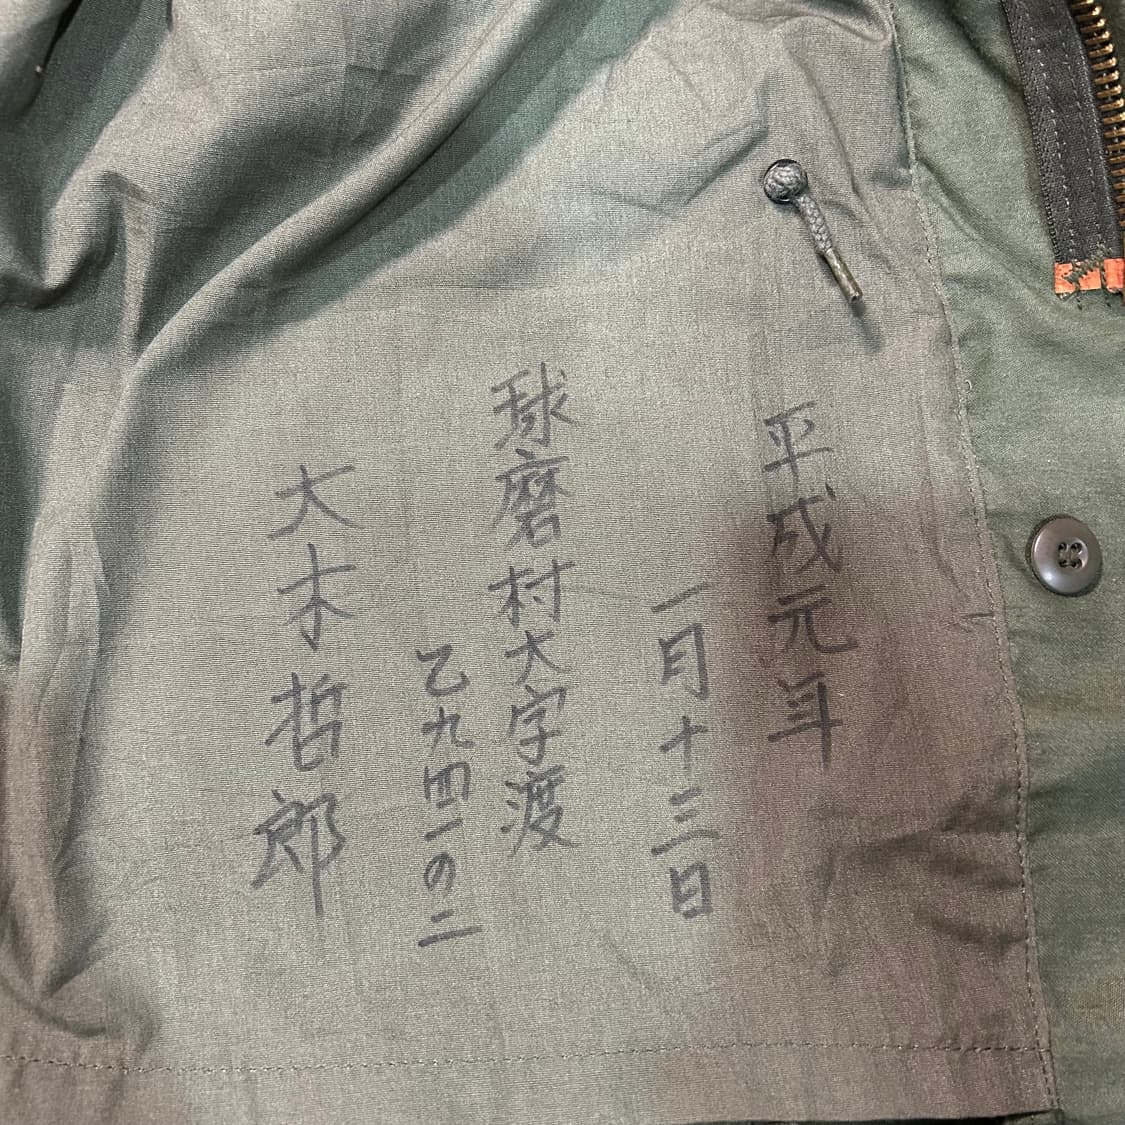 平成元年
一月十三日
球磨村大字渡
乙九四一の二
大木哲郎